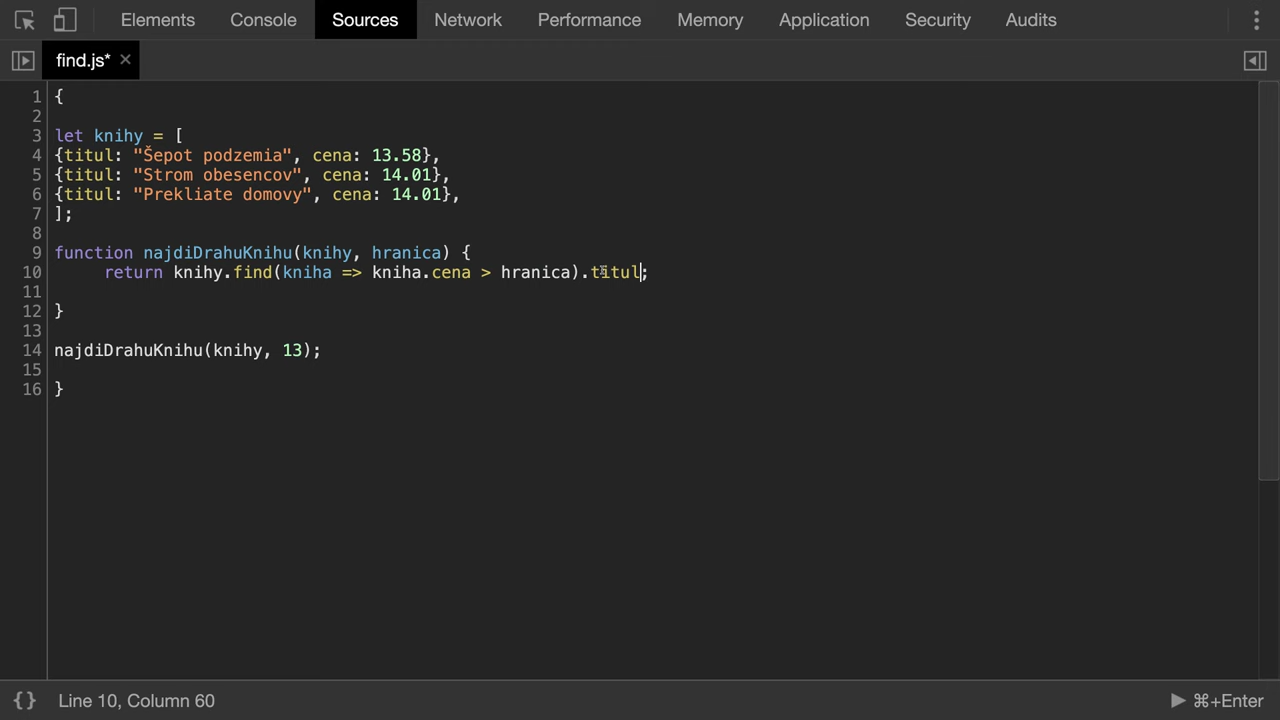 Elements Console Sources Network Performance Memory Application Security Audits
find.js* ×
1 {
2
3 let knihy = [
4 {titul: "Šepot podzemia", cena: 13.58},
5 {titul: "Strom obesencov", cena: 14.01},
6 {titul: "Prekliate domovy", cena: 14.01},
7 ];
8
9 function najdiDrahuKnihu(knihy, hranica) {
10 return knihy.find(kniha => kniha.cena > hranica).titul;
11
12 }
13
14 najdiDrahuKnihu(knihy, 13);
15
16 }
{} Line 10, Column 60 ▶ ⌘+Enter